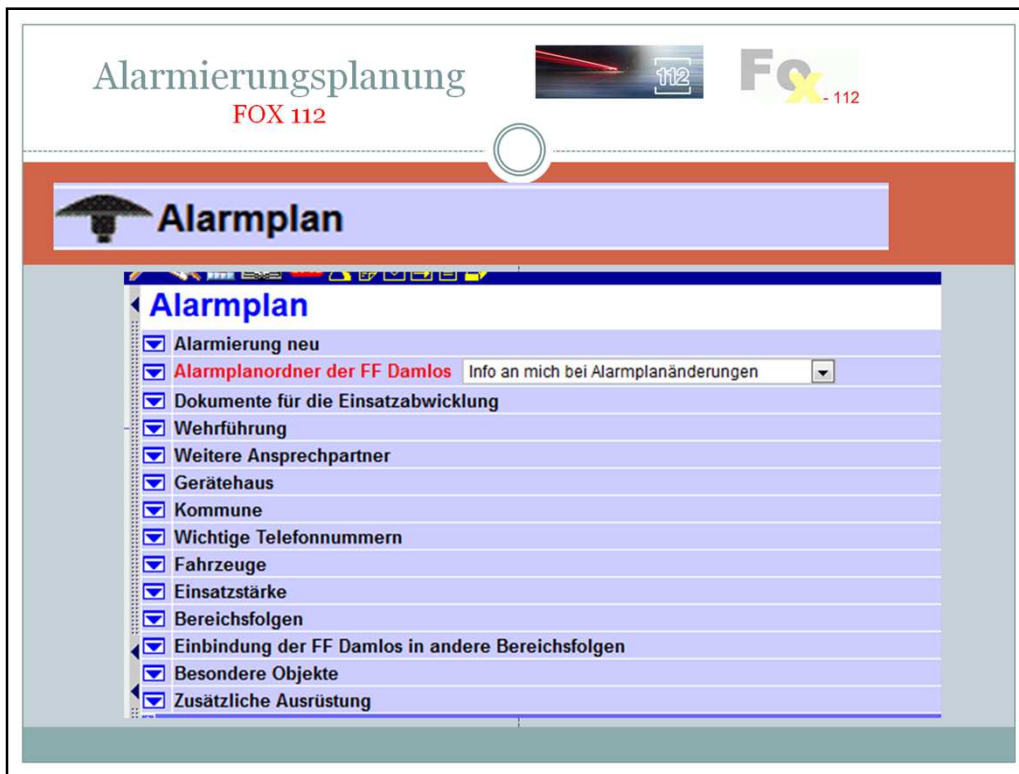 Alarmierungsplanung
FOX 112
112
Fox - 112
Alarmplan
Alarmplan
Alarmierung neu
Alarmplanordner der FF Damlos Info an mich bei Alarmplanänderungen
Dokumente für die Einsatzabwicklung
Wehrführung
Weitere Ansprechpartner
Gerätehaus
Kommune
Wichtige Telefonnummern
Fahrzeuge
Einsatzstärke
Bereichsfolgen
Einbindung der FF Damlos in andere Bereichsfolgen
Besondere Objekte
Zusätzliche Ausrüstung